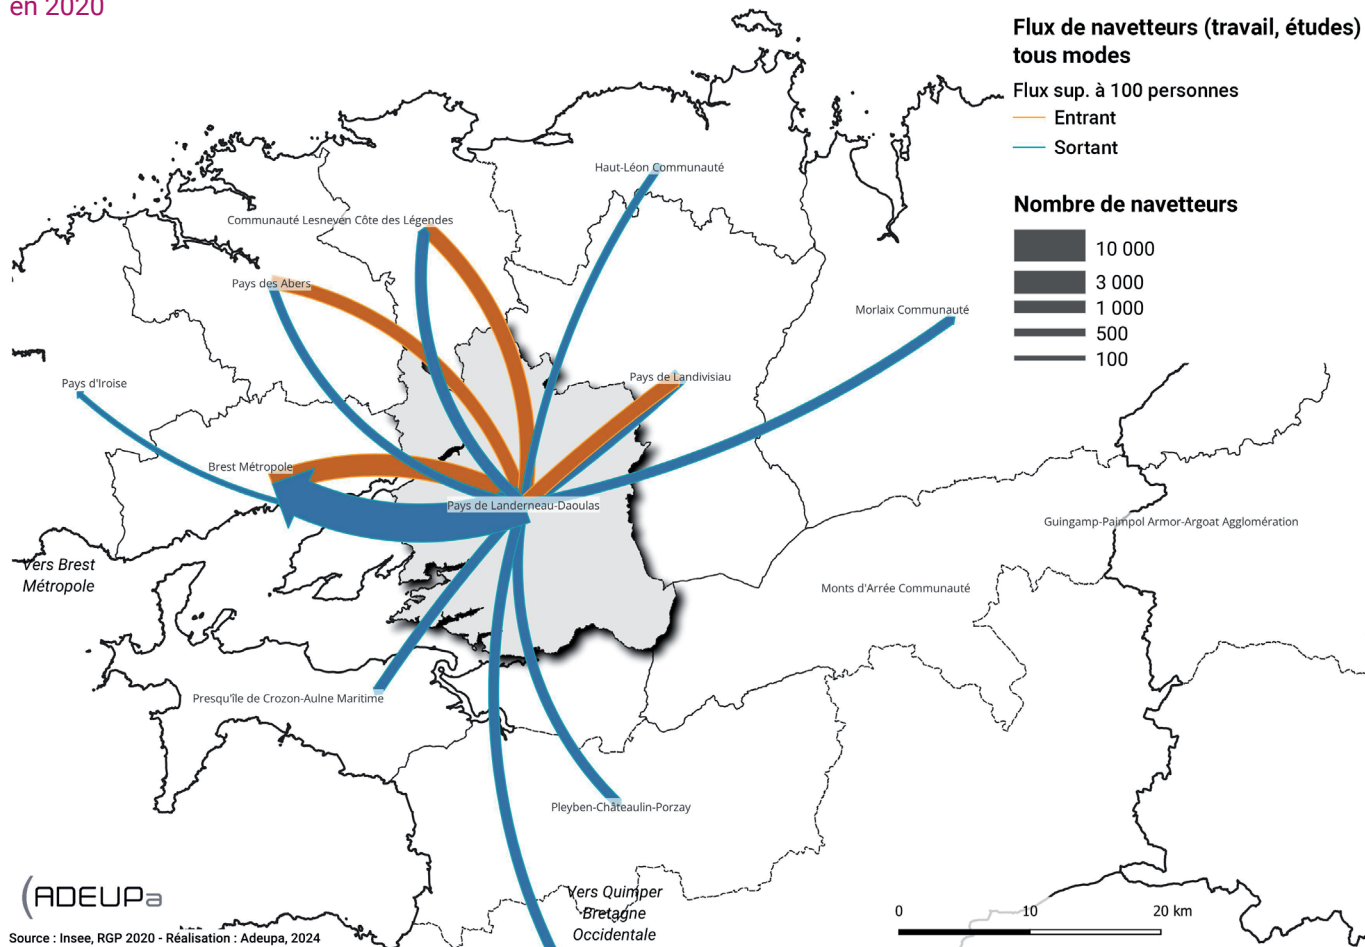 en 2020
Flux de navetteurs (travail, études)
tous modes
Flux sup. à 100 personnes
Entrant
Sortant
Nombre de navetteurs
10 000
3 000
1 000
500
100
Haut-Léon Communauté
Communauté Lesneven Côte des Légendes
Pays des Abers
Morlaix Communauté
Pays d'Iroise
Pays de Landivisiau
Brest Métropole
Pays de Landerneau-Daoulas
Guingamp-Paimpol Armor-Argoat Agglomération
Vers Brest
Métropole
Monts d'Arrée Communauté
Presqu'île de Crozon-Aulne Maritime
Pleyben-Châteaulin-Porzay
Vers Quimper
Bretagne
Occidentale
ADEUPa
0 10 20 km
Source : Insee, RGP 2020 - Réalisation : Adeupa, 2024